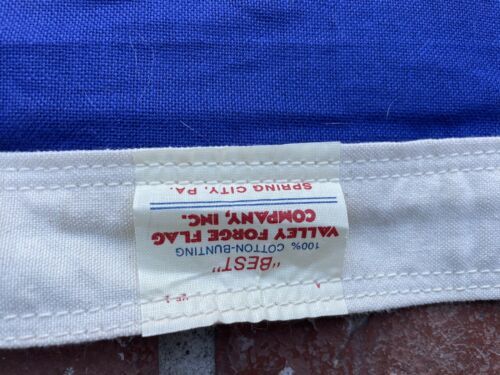 "BEST"
100% COTTON-BUNTING
VALLEY FORGE FLAG
COMPANY, INC.
SPRING CITY, PA.